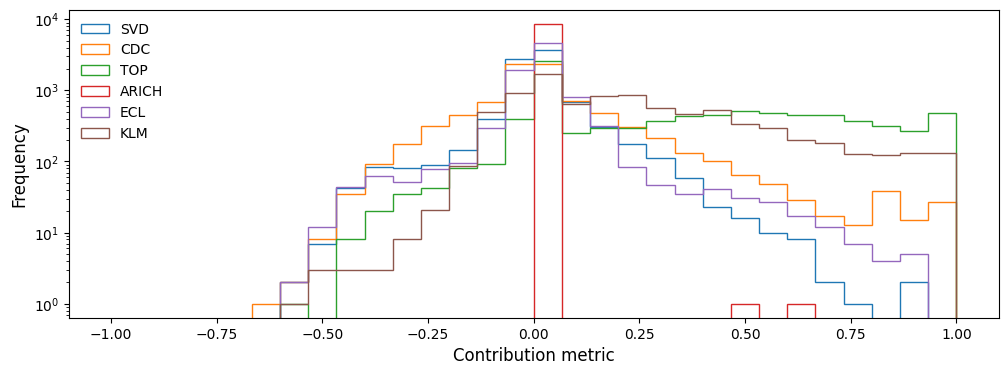 Frequency
10⁴
10³
10²
10¹
10⁰
SVD
CDC
TOP
ARICH
ECL
KLM
−1.00 −0.75 −0.50 −0.25 0.00 0.25 0.50 0.75 1.00
Contribution metric